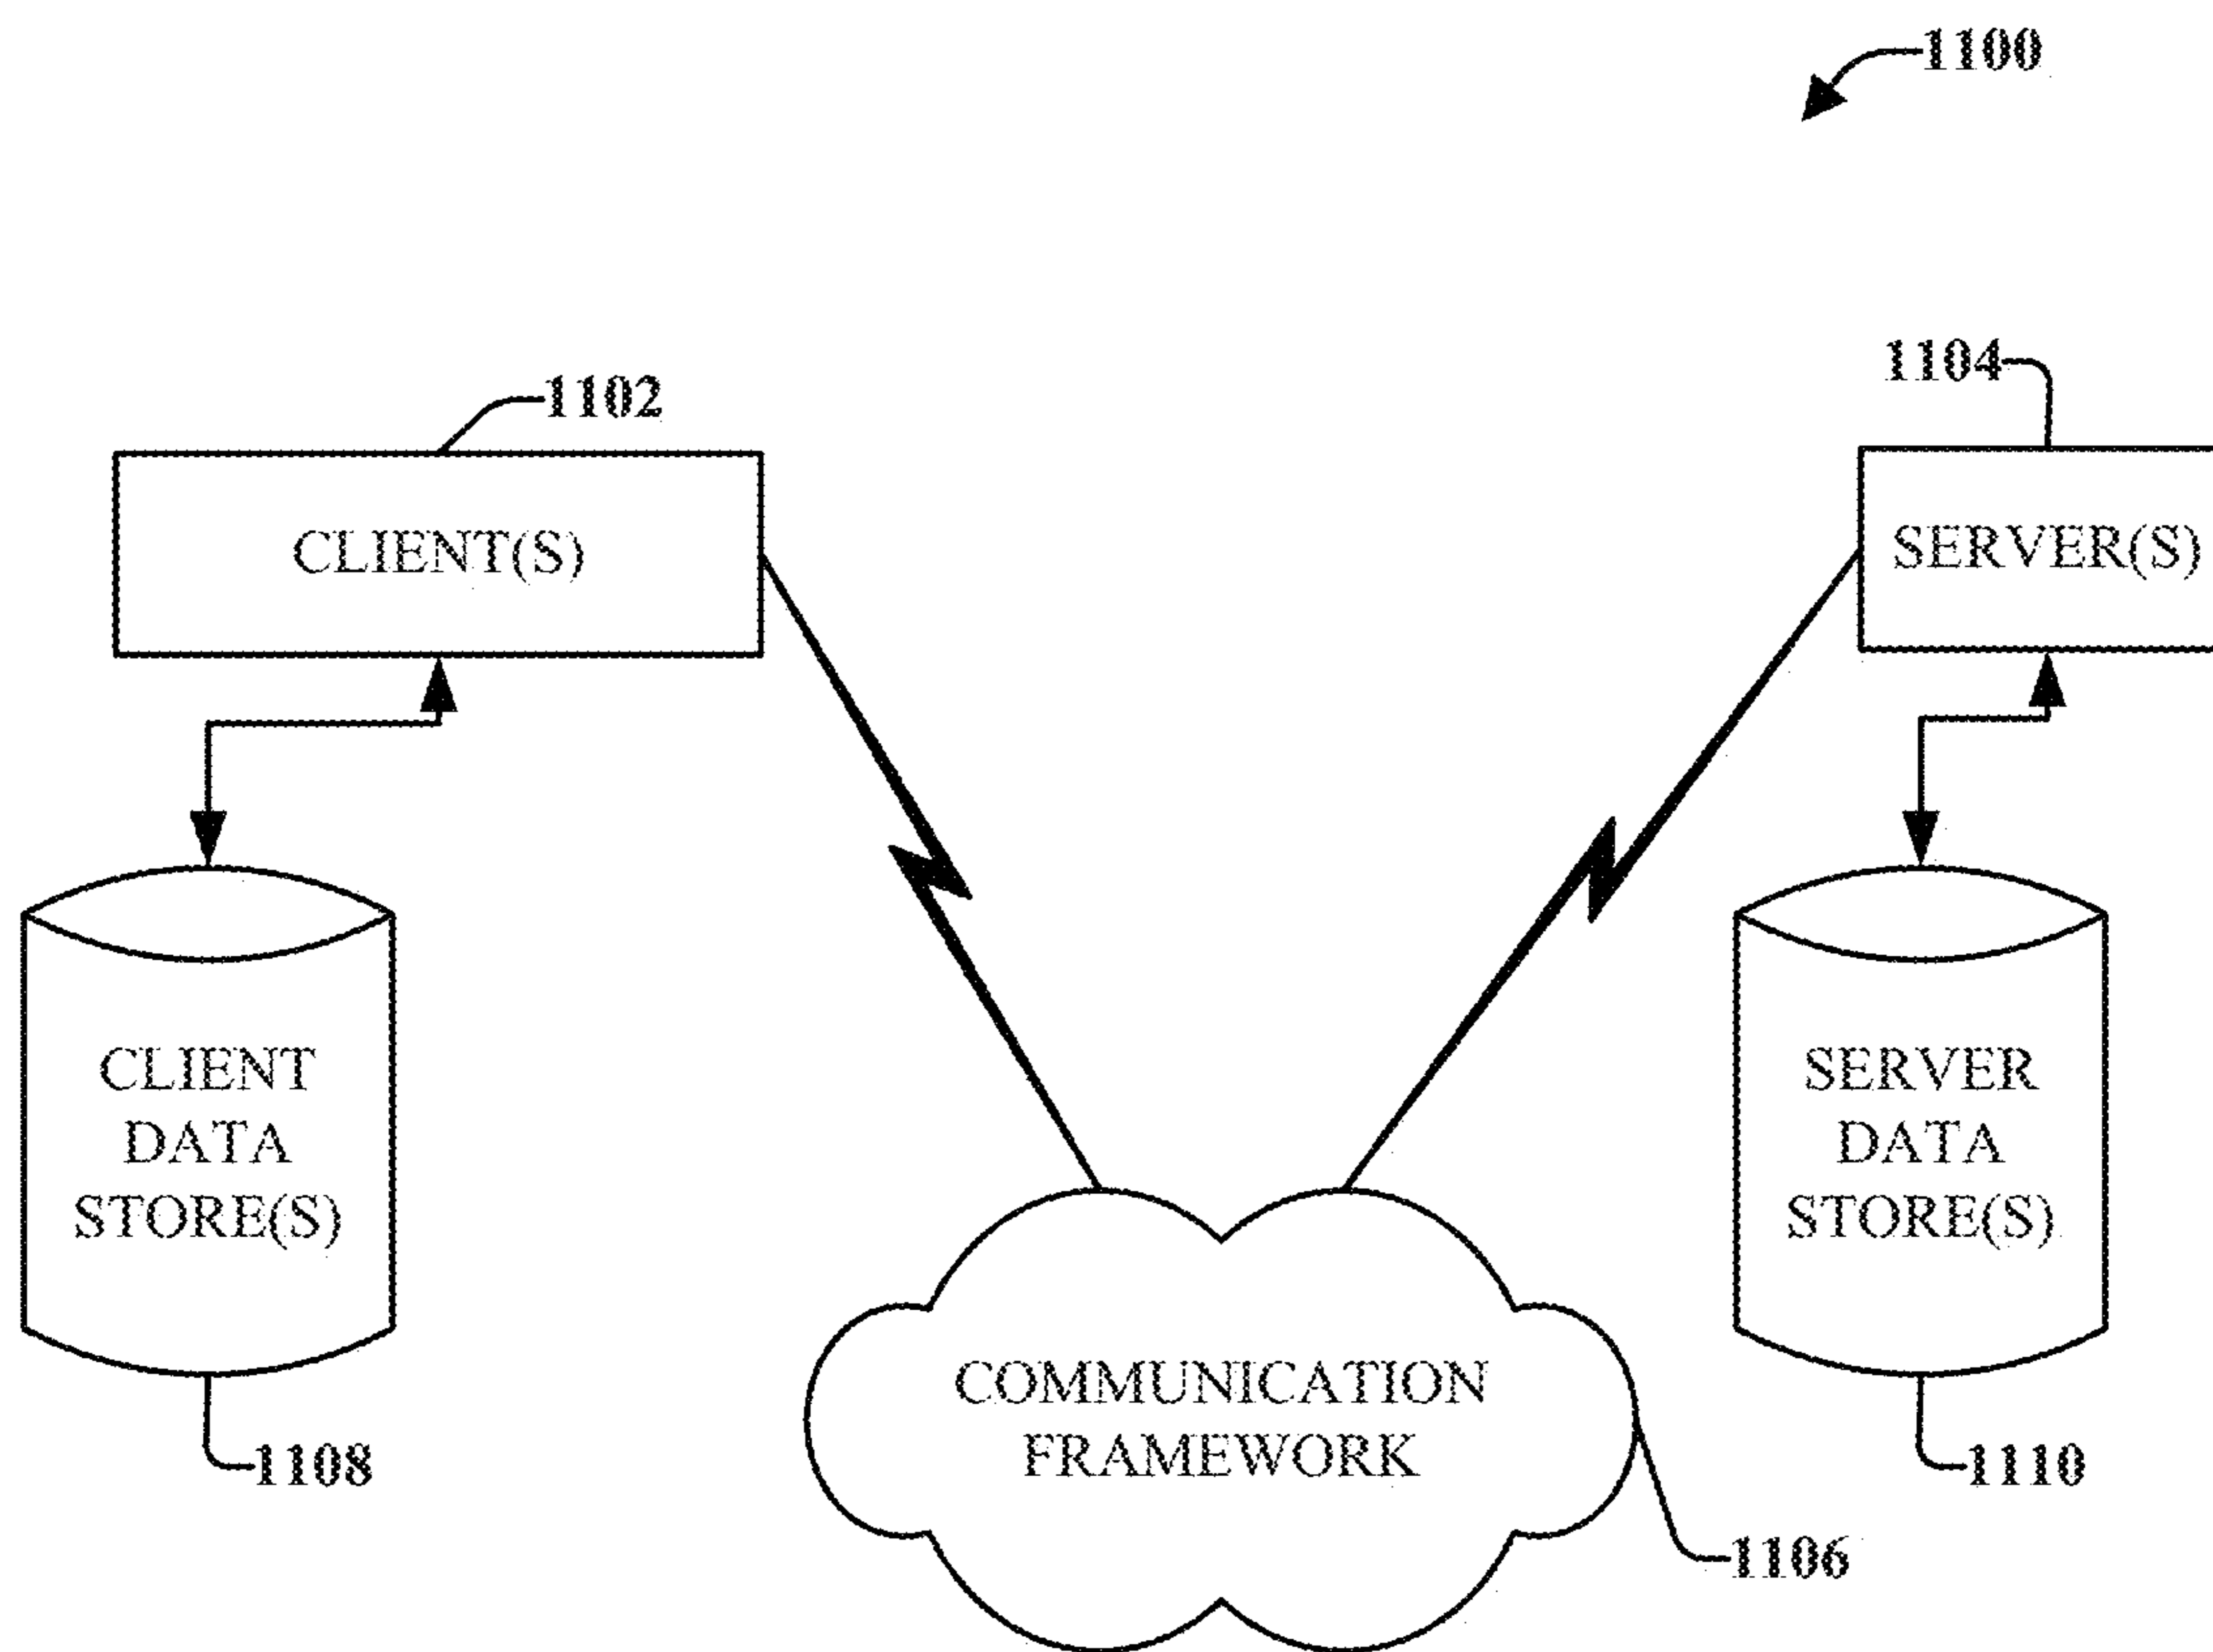 1100
1102
1104
CLIENT(S)
SERVER(S)
CLIENT
DATA
STORE(S)
SERVER
DATA
STORE(S)
COMMUNICATION
FRAMEWORK
1108
1110
1106